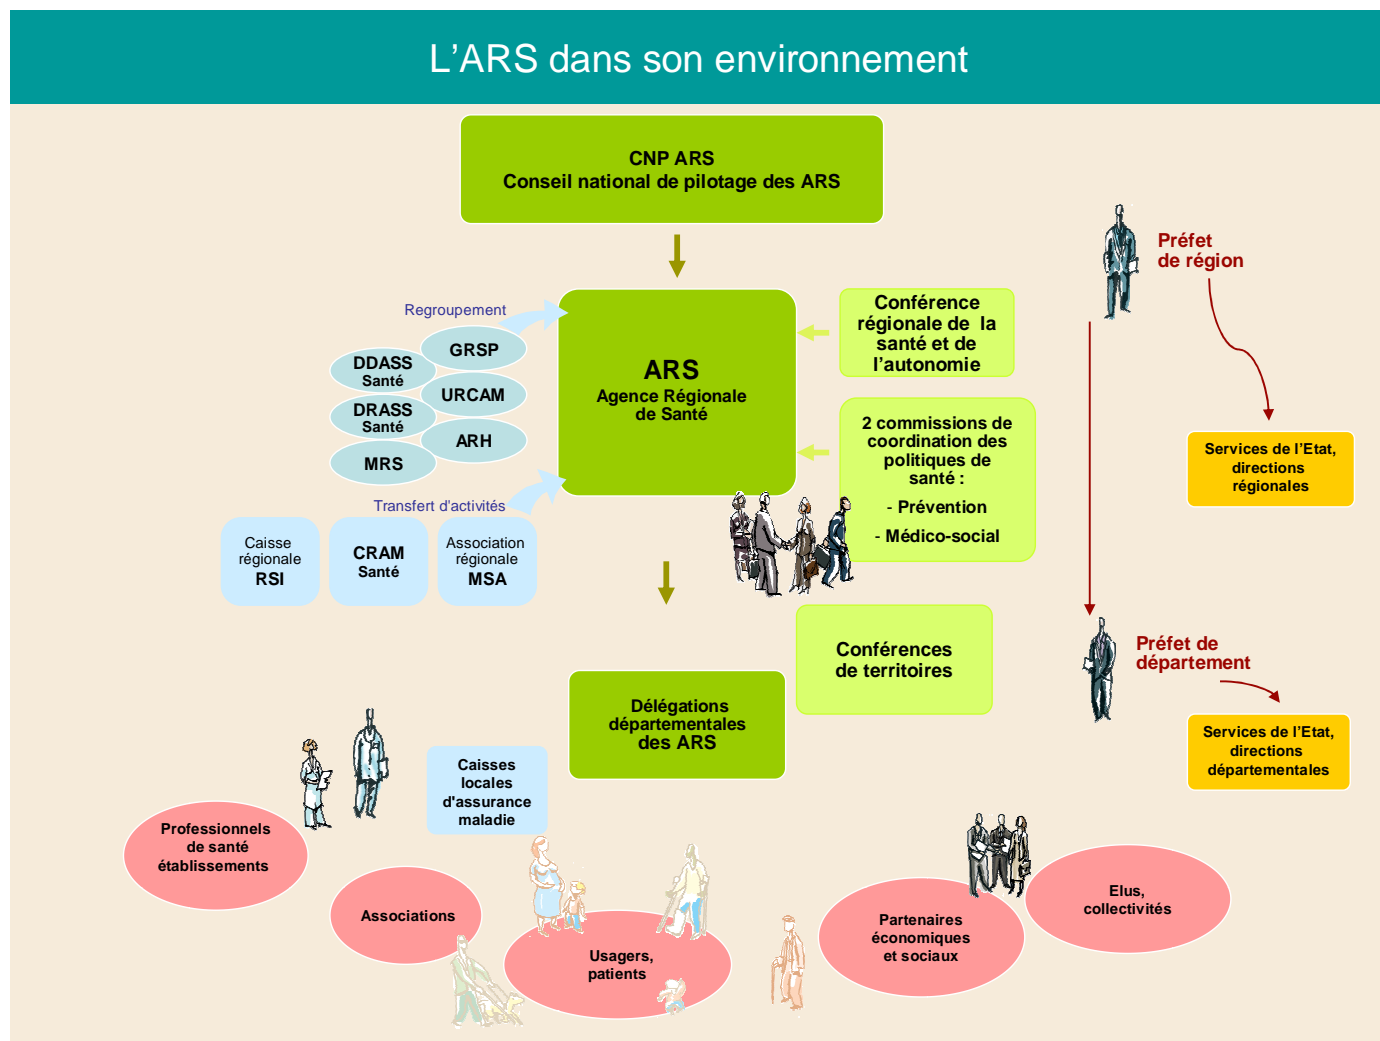 L'ARS dans son environnement
CNP ARS
Conseil national de pilotage des ARS
Préfet
de région
Regroupement
GRSP
DDASS
Santé
URCAM
DRASS
Santé
ARH
MRS
ARS
Agence Régionale
de Santé
Conférence
régionale de la
santé et de
l'autonomie
2 commissions de
coordination des
politiques de
santé :
- Prévention
- Médico-social
Services de l'Etat,
directions
régionales
Transfert d'activités
Caisse
régionale
RSI
CRAM
Santé
Association
régionale
MSA
Conférences
de territoires
Préfet de
département
Délégations
départementales
des ARS
Services de l'Etat,
directions
départementales
Caisses
locales
d'assurance
maladie
Professionnels
de santé
établissements
Associations
Usagers,
patients
Partenaires
économiques
et sociaux
Elus,
collectivités